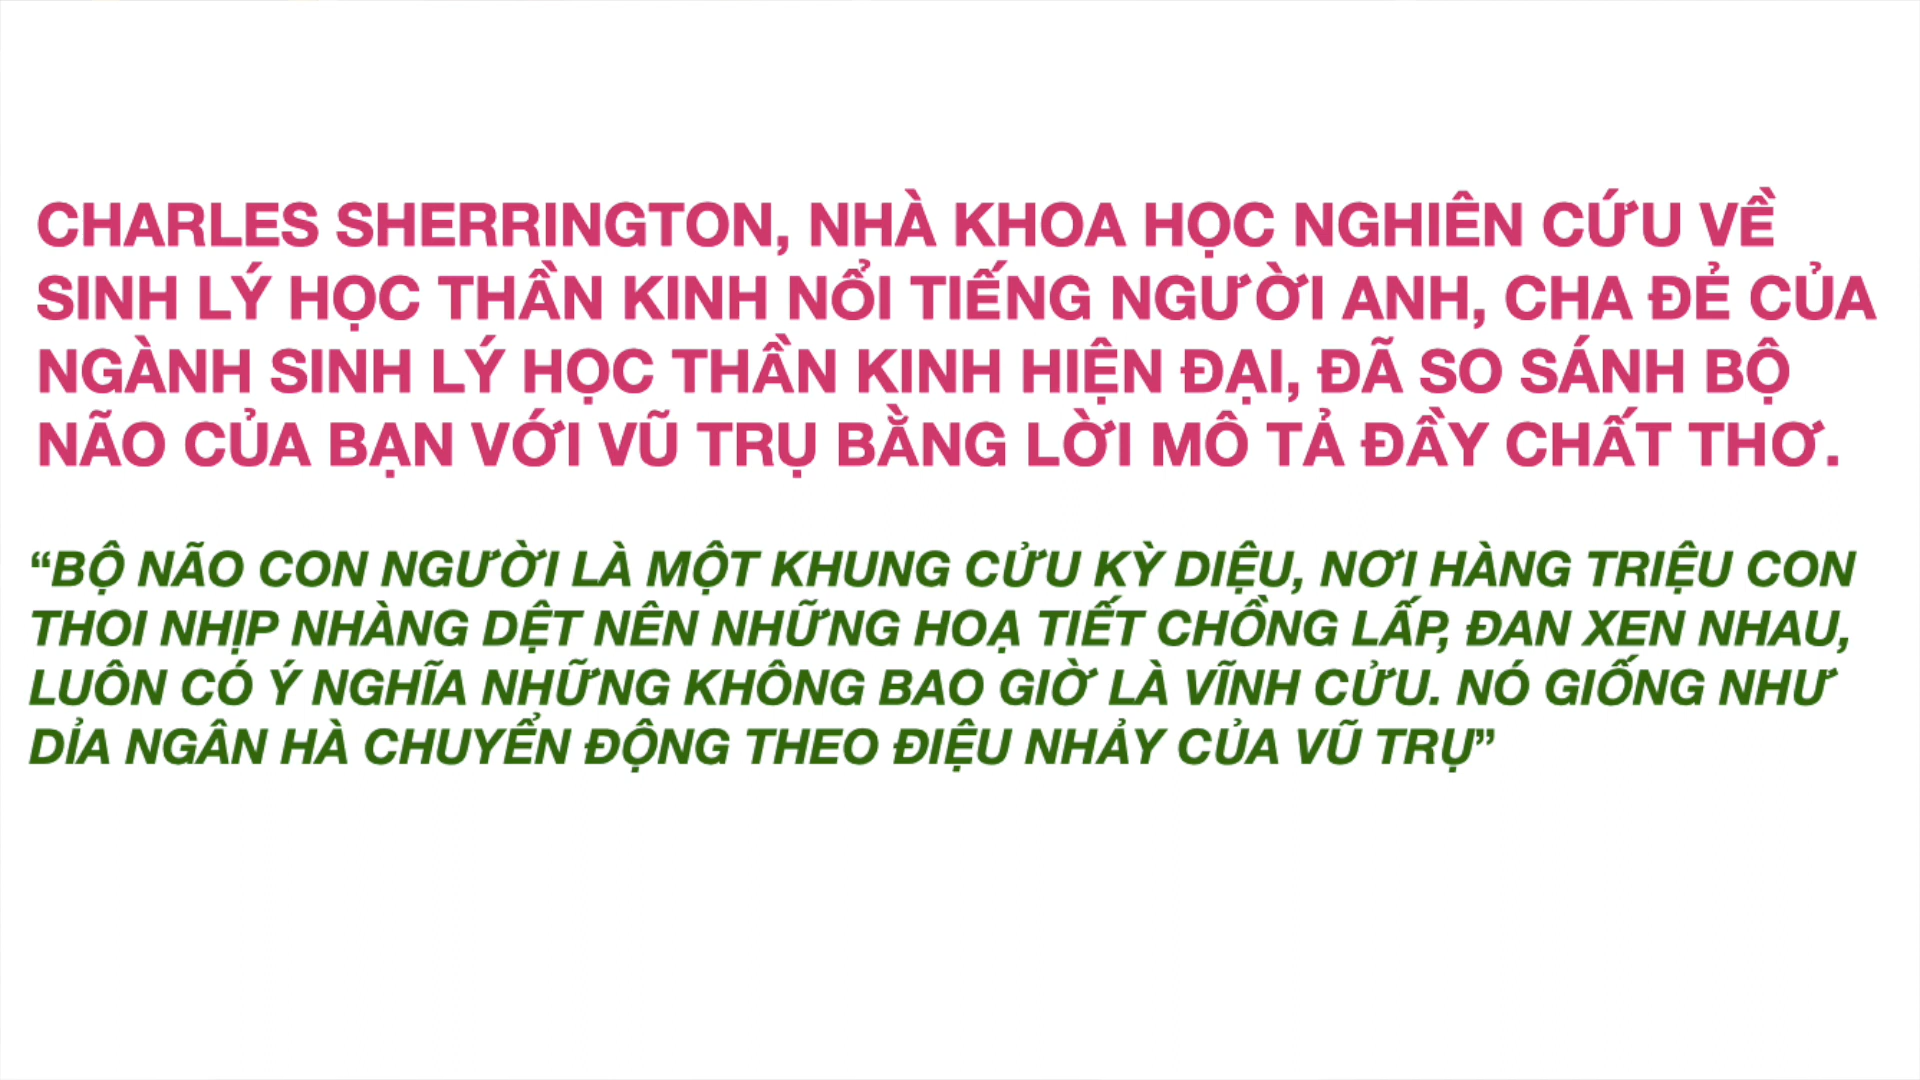 CHARLES SHERRINGTON, NHÀ KHOA HỌC NGHIÊN CỨU VỀ
SINH LÝ HỌC THẦN KINH NỔI TIẾNG NGƯỜI ANH, CHA ĐẺ CỦA
NGÀNH SINH LÝ HỌC THẦN KINH HIỆN ĐẠI, ĐÃ SO SÁNH BỘ
NÃO CỦA BẠN VỚI VŨ TRỤ BẰNG LỜI MÔ TẢ ĐẦY CHẤT THƠ.
“BỘ NÃO CON NGƯỜI LÀ MỘT KHUNG CỬU KỲ DIỆU, NƠI HÀNG TRIỆU CON
THOI NHỊP NHÀNG DỆT NÊN NHỮNG HOẠ TIẾT CHỒNG LẤP, ĐAN XEN NHAU,
LUÔN CÓ Ý NGHĨA NHỮNG KHÔNG BAO GIỜ LÀ VĨNH CỬU. NÓ GIỐNG NHƯ
DỈA NGÂN HÀ CHUYỂN ĐỘNG THEO ĐIỆU NHẢY CỦA VŨ TRỤ”